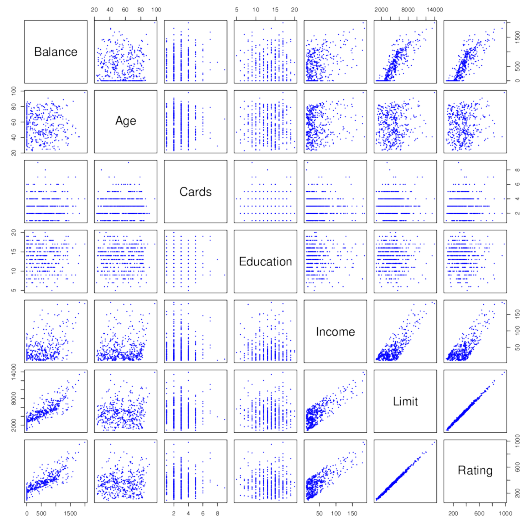 20 40 60 80 100
5 10 15 20
2000 8000 14000
Balance
0 500 1500
20 40 60 80 100
Age
Cards
2 4 6 8
5 10 15 20
Education
Income
50 100 150
2000 8000 14000
Limit
Rating
200 600 1000
0 500 1500
2 4 6 8
50 100 150
200 600 1000